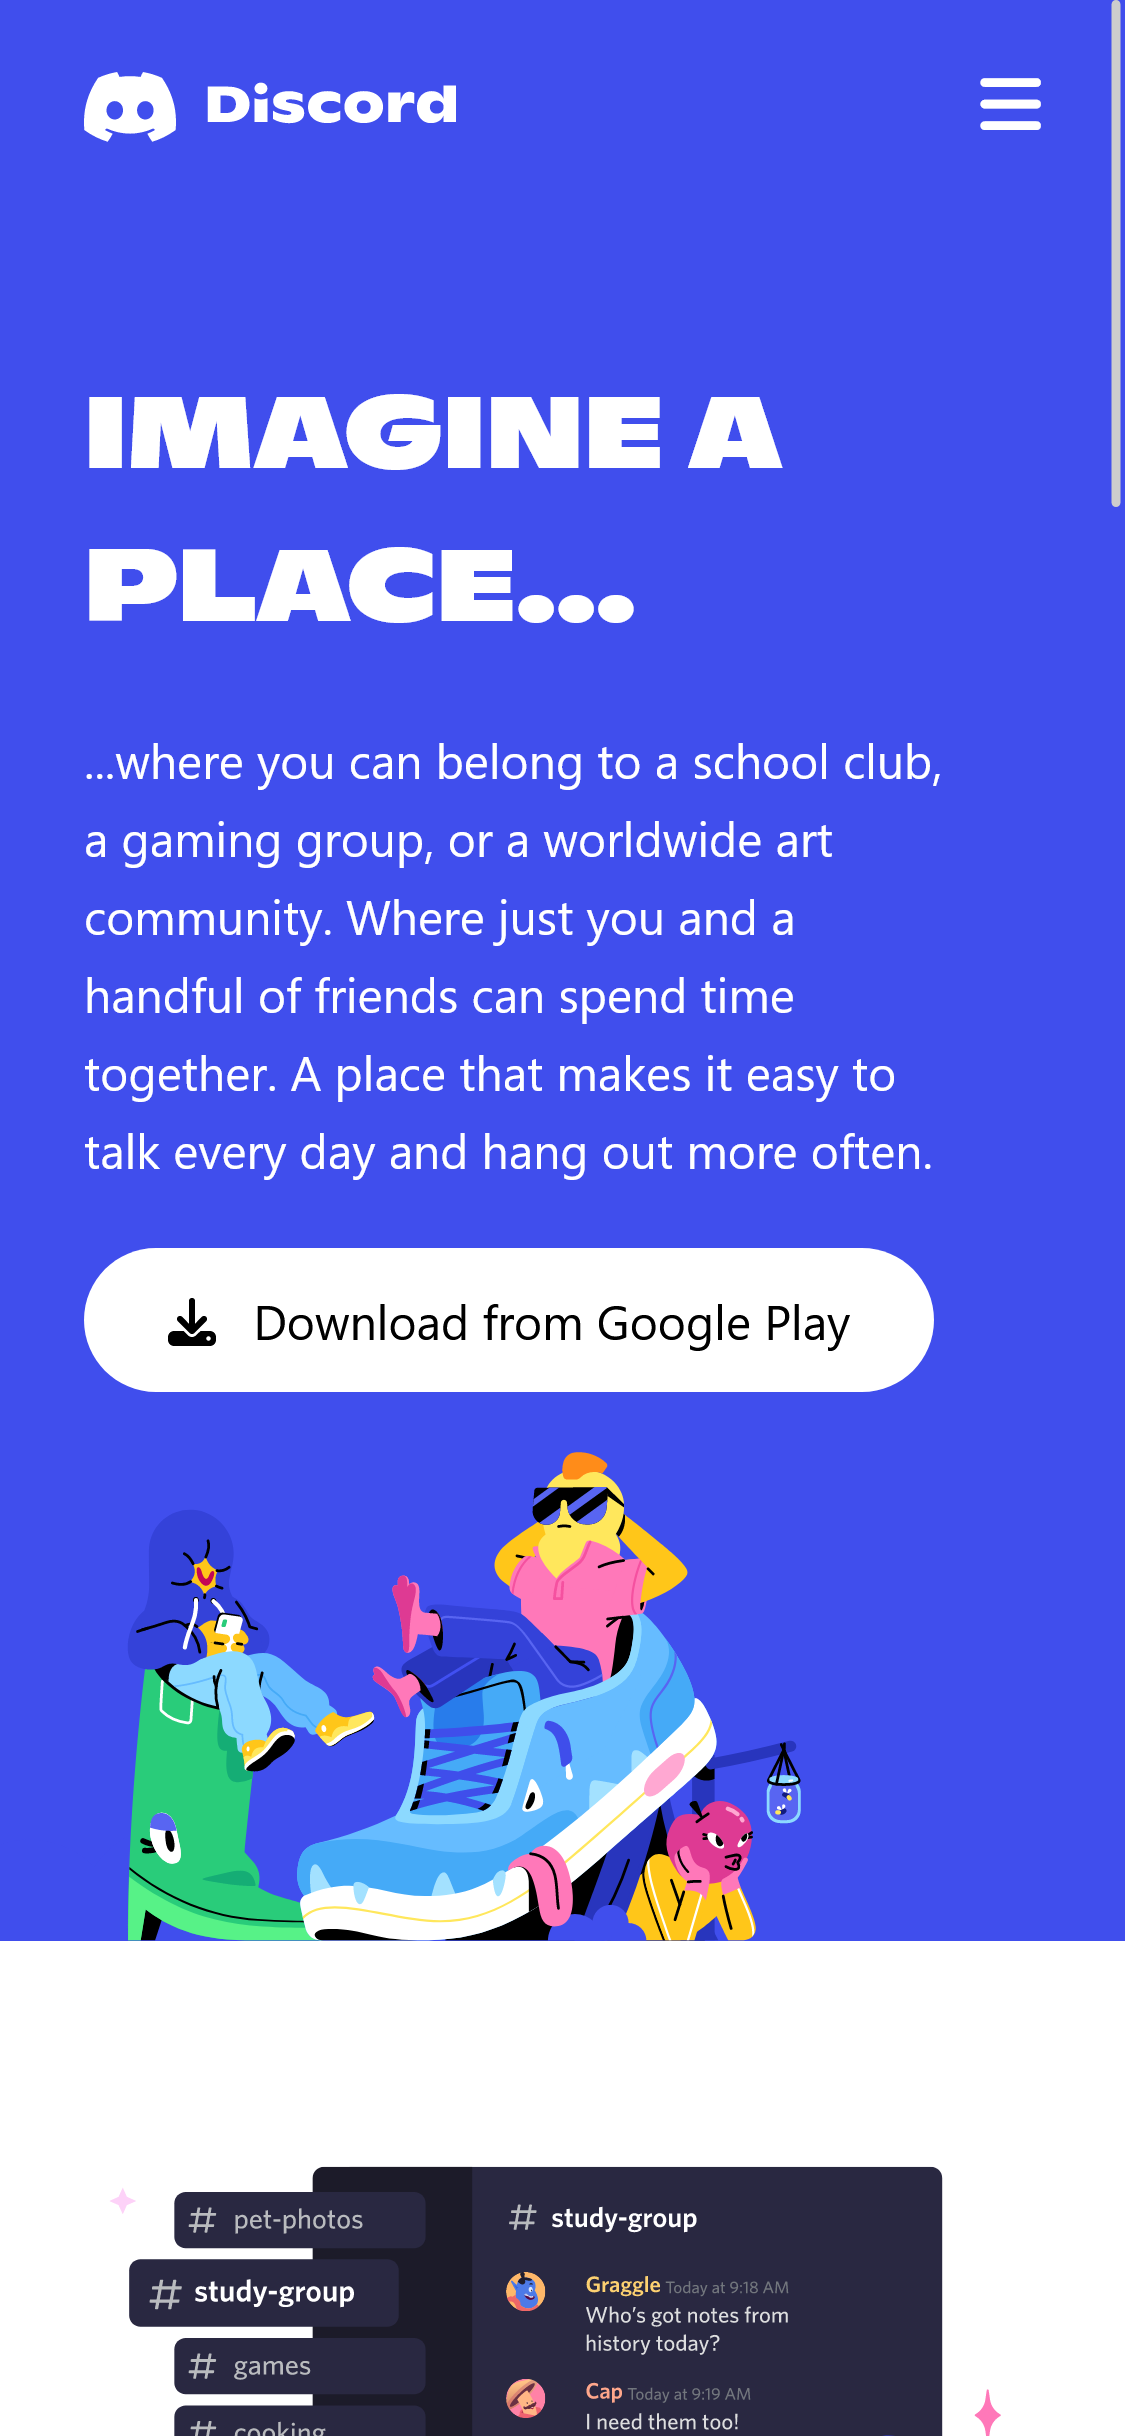 Discord
IMAGINE A
PLACE...
...where you can belong to a school club,
a gaming group, or a worldwide art
community. Where just you and a
handful of friends can spend time
together. A place that makes it easy to
talk every day and hang out more often.
Download from Google Play
# pet-photos
# study-group
# games
# cooking
# study-group
Graggle Today at 9:18 AM
Who's got notes from
history today?
Cap Today at 9:19 AM
I need them too!